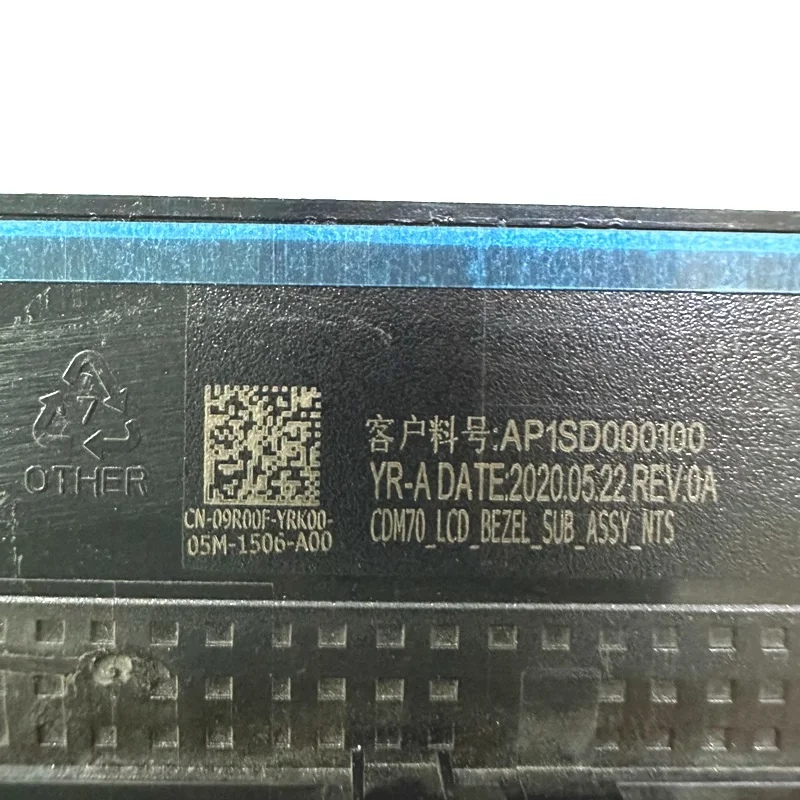 7
OTHER
CN-09R00F-YRK00-
05M-1506-A00
客户料号:AP1SD000100
YR-A DATE:2020.05.22 REV:0A
CDM70_LCD_BEZEL_SUB_ASSY_NTS